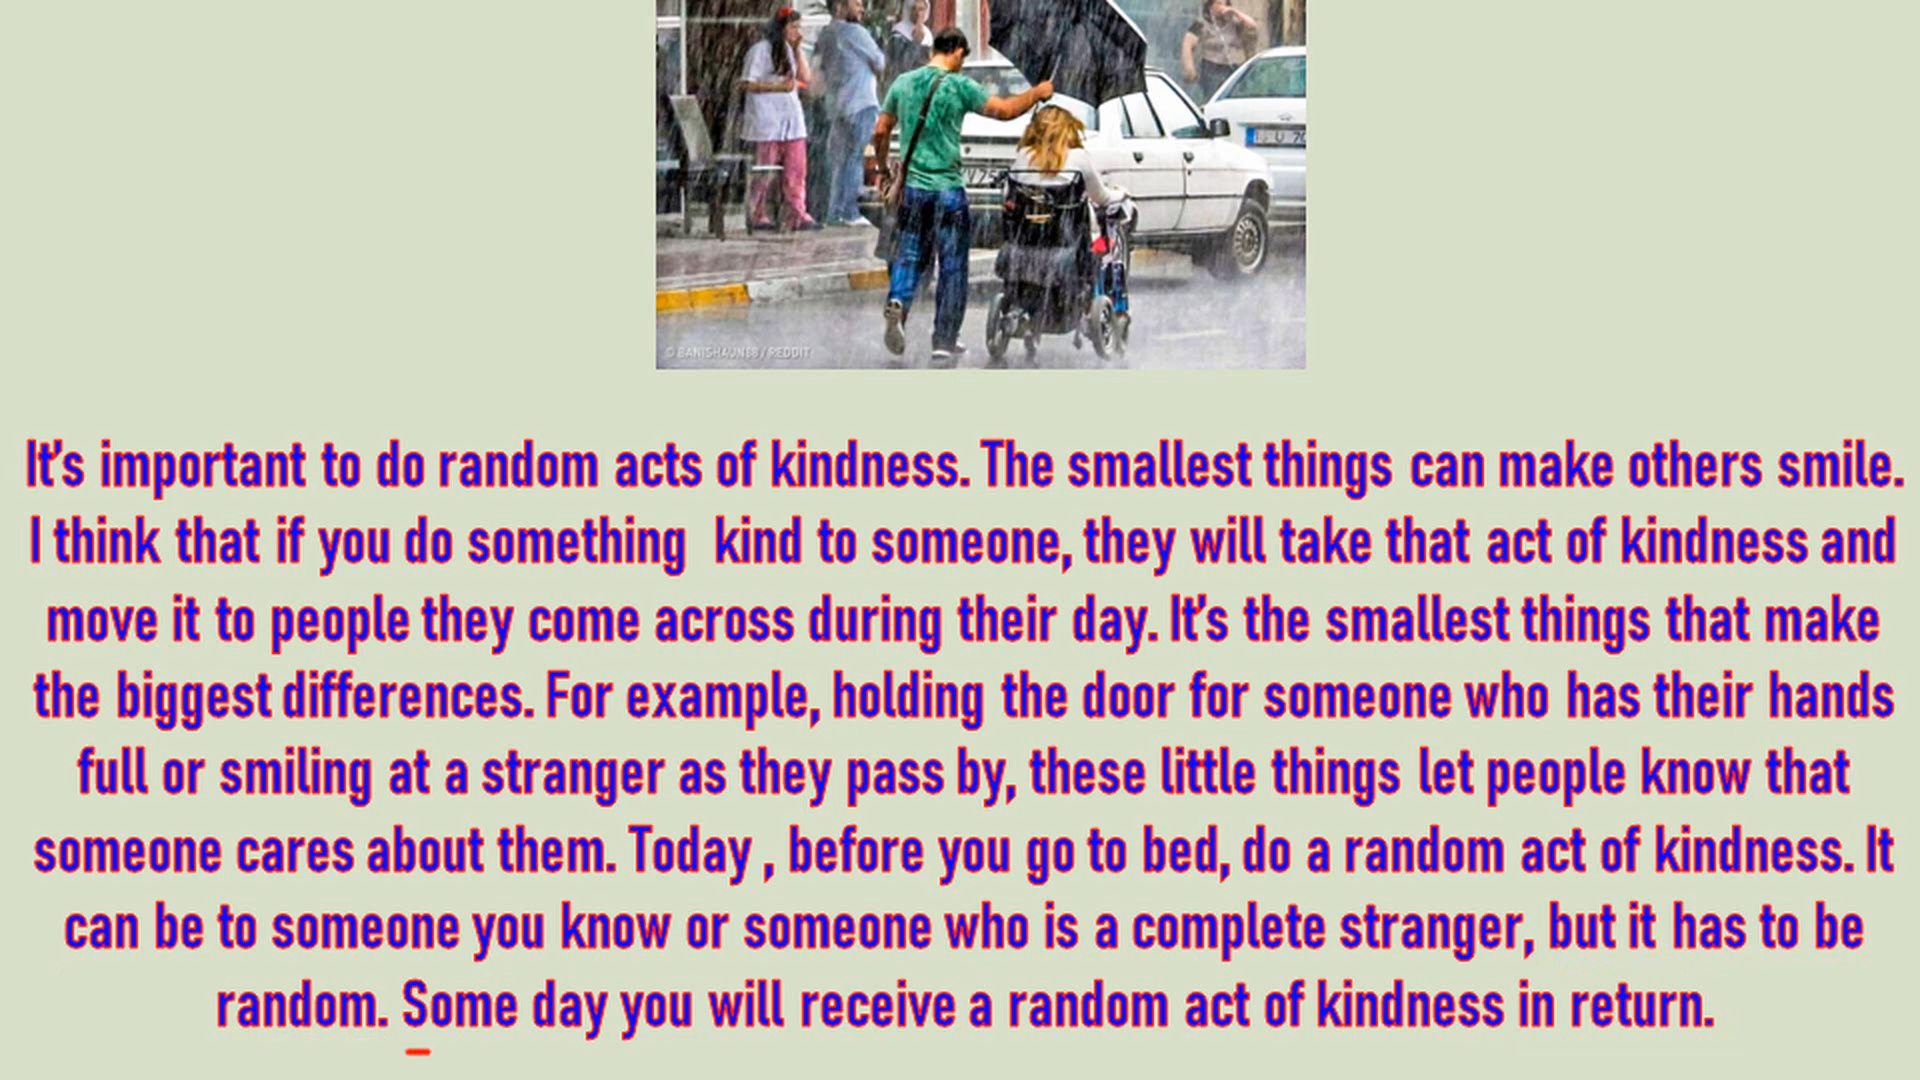 © BANISHAUN88 / REDDIT
It's important to do random acts of kindness. The smallest things can make others smile.
I think that if you do something kind to someone, they will take that act of kindness and
move it to people they come across during their day. It's the smallest things that make
the biggest differences. For example, holding the door for someone who has their hands
full or smiling at a stranger as they pass by, these little things let people know that
someone cares about them. Today , before you go to bed, do a random act of kindness. It
can be to someone you know or someone who is a complete stranger, but it has to be
random. Some day you will receive a random act of kindness in return.